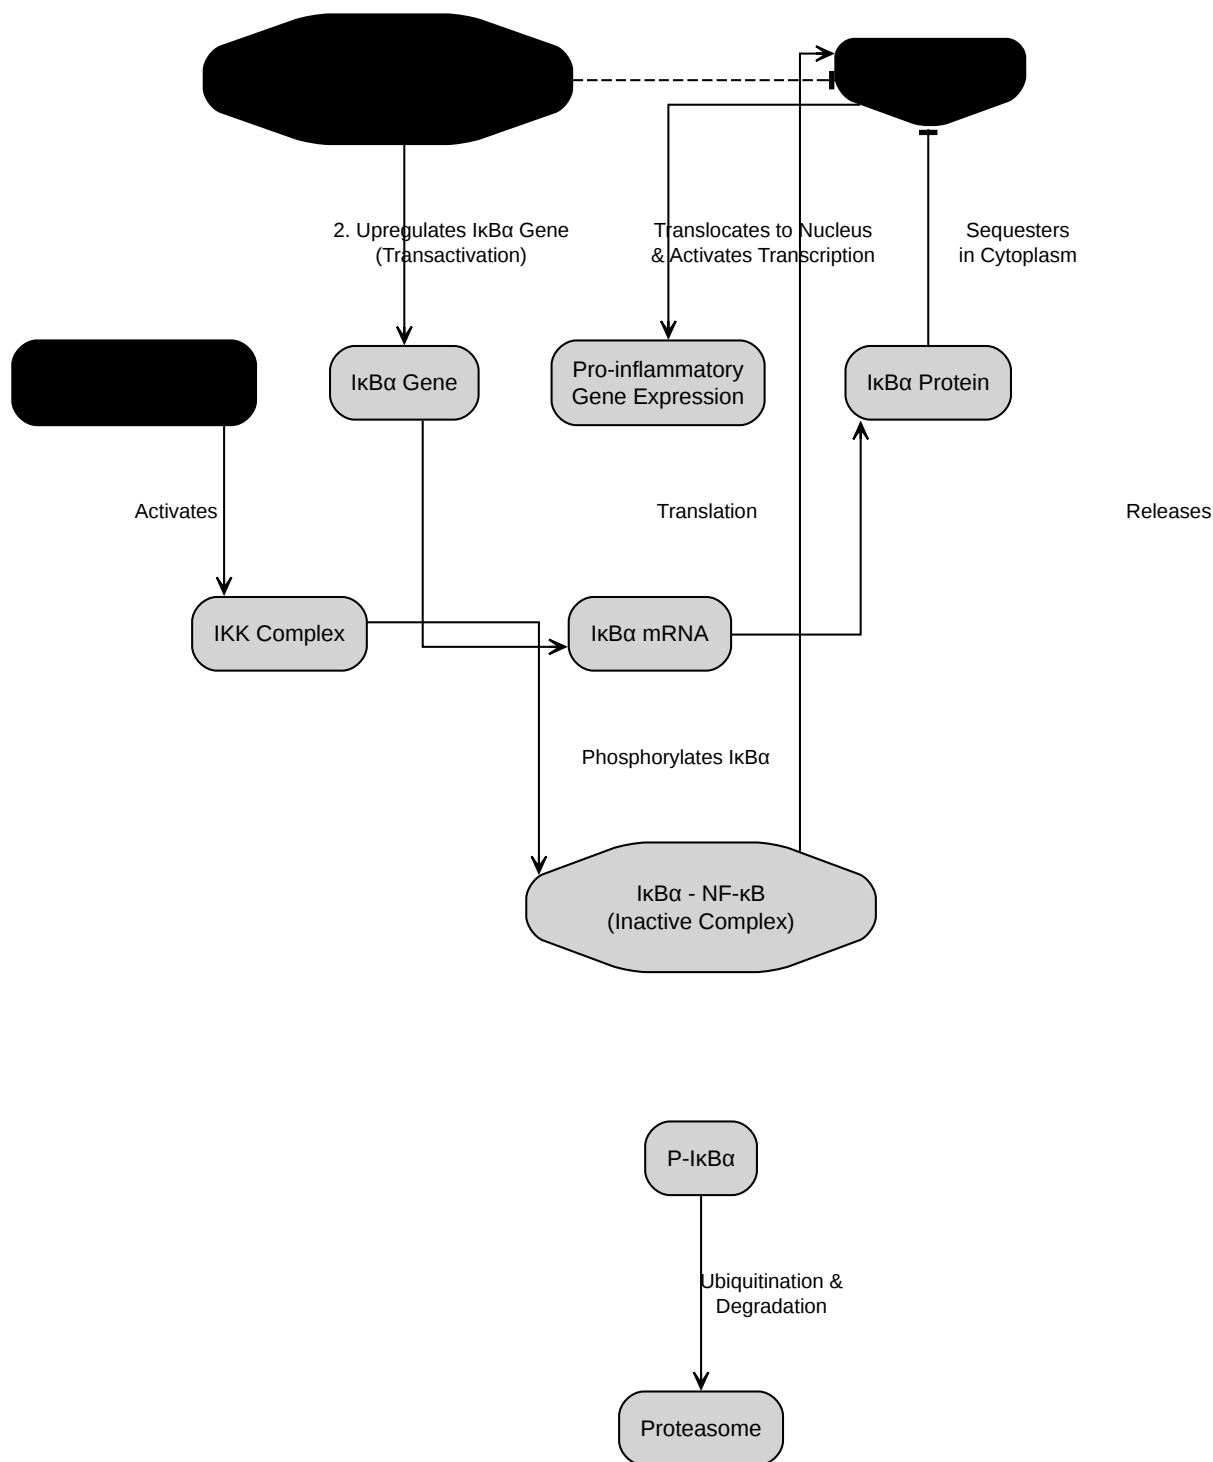 2. Upregulates IκBα Gene
(Transactivation)
Translocates to Nucleus
& Activates Transcription
Sequesters
in Cytoplasm
IκBα Gene
Pro-inflammatory
Gene Expression
IκBα Protein
Activates
Translation
Releases
IKK Complex
IκBα mRNA
Phosphorylates IκBα
IκBα - NF-κB
(Inactive Complex)
P-IκBα
Ubiquitination &
Degradation
Proteasome